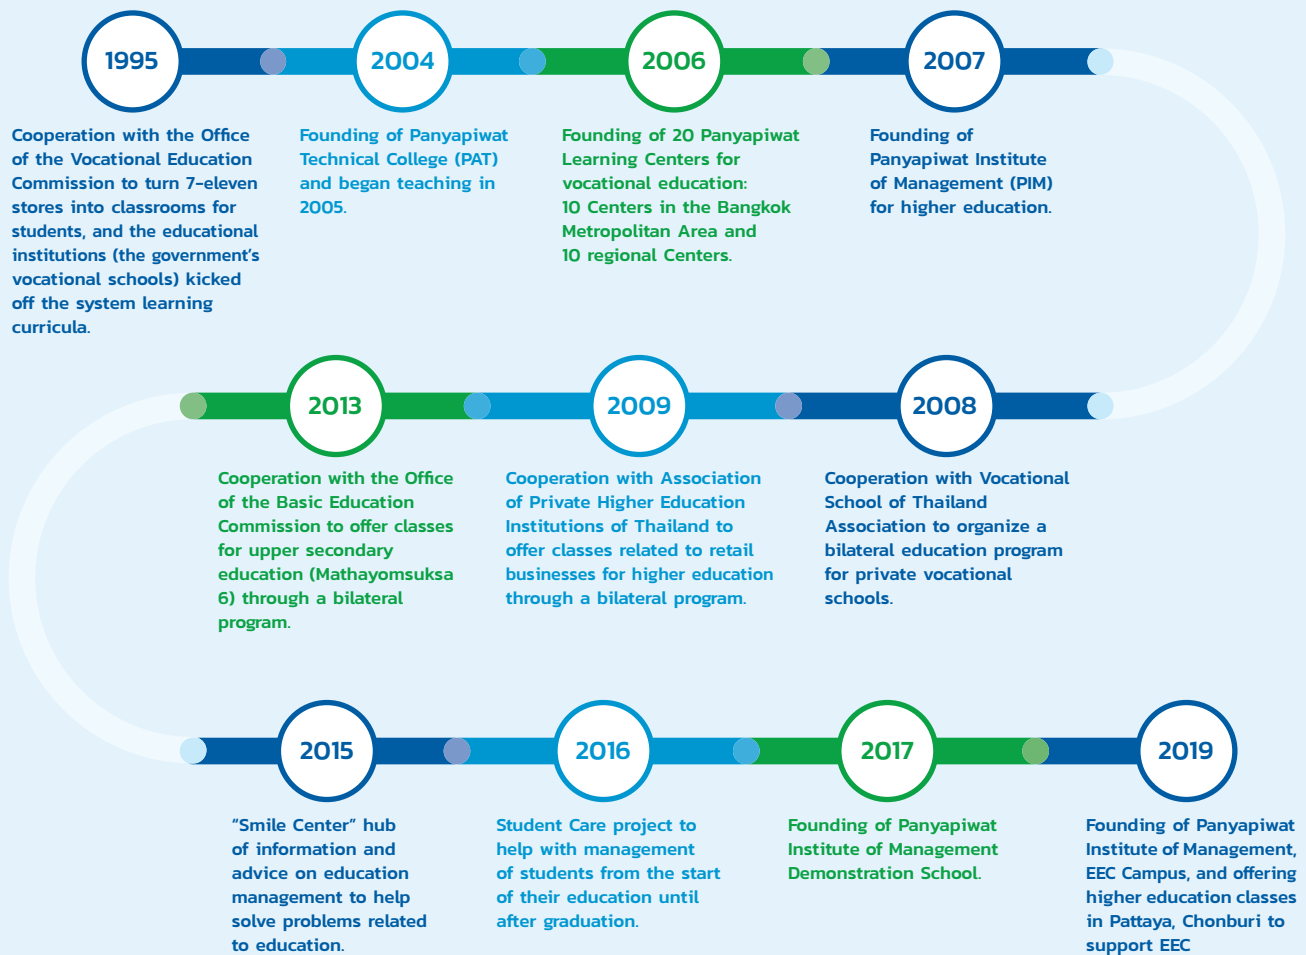 1995
Cooperation with the Office
of the Vocational Education
Commission to turn 7-eleven
stores into classrooms for
students, and the educational
institutions (the government's
vocational schools) kicked
off the system learning
curricula.
2004
Founding of Panyapiwat
Technical College (PAT)
and began teaching in
2005.
2006
Founding of 20 Panyapiwat
Learning Centers for
vocational education:
10 Centers in the Bangkok
Metropolitan Area and
10 regional Centers.
2007
Founding of
Panyapiwat Institute
of Management (PIM)
for higher education.
2008
Cooperation with Vocational
School of Thailand
Association to organize a
bilateral education program
for private vocational
schools.
2009
Cooperation with Association
of Private Higher Education
Institutions of Thailand to
offer classes related to retail
businesses for higher education
through a bilateral program.
2013
Cooperation with the Office
of the Basic Education
Commission to offer classes
for upper secondary
education (Mathayomsuksa
6) through a bilateral
program.
2015
“Smile Center” hub
of information and
advice on education
management to help
solve problems related
to education.
2016
Student Care project to
help with management
of students from the start
of their education until
after graduation.
2017
Founding of Panyapiwat
Institute of Management
Demonstration School.
2019
Founding of Panyapiwat
Institute of Management,
EEC Campus, and offering
higher education classes
in Pattaya, Chonburi to
support EEC